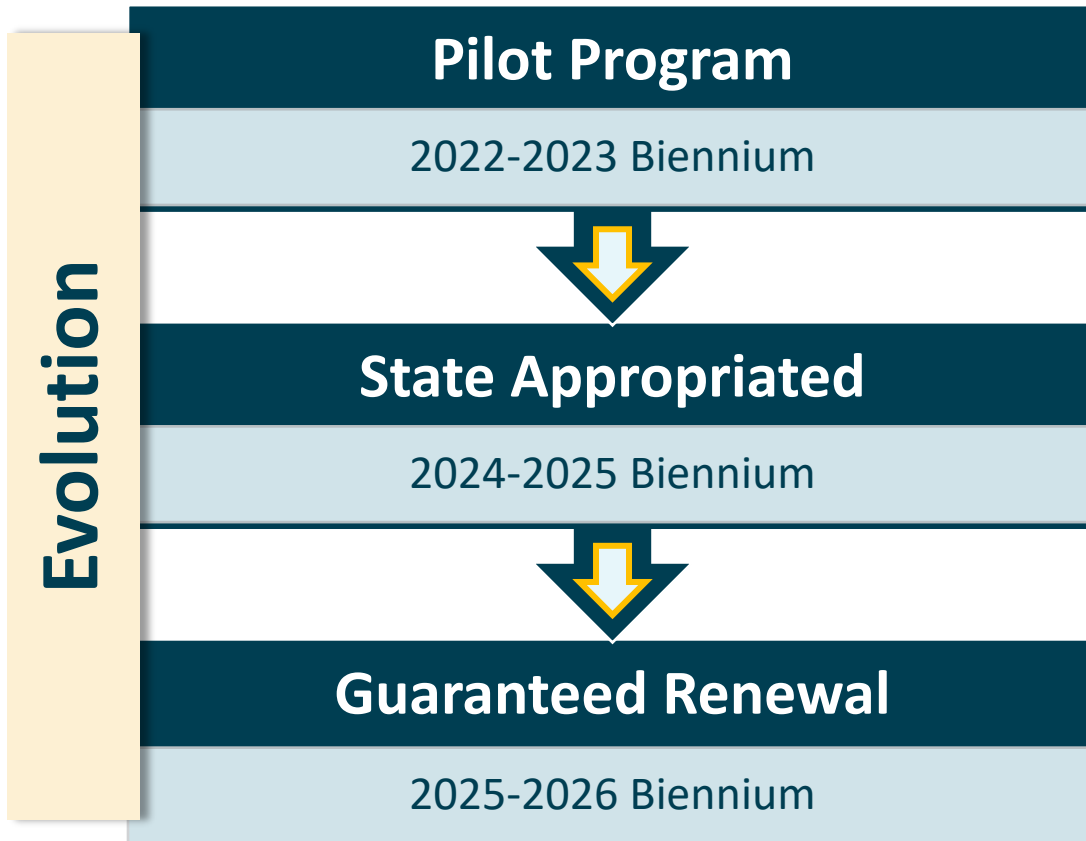 Evolution
Pilot Program
2022-2023 Biennium
State Appropriated
2024-2025 Biennium
Guaranteed Renewal
2025-2026 Biennium